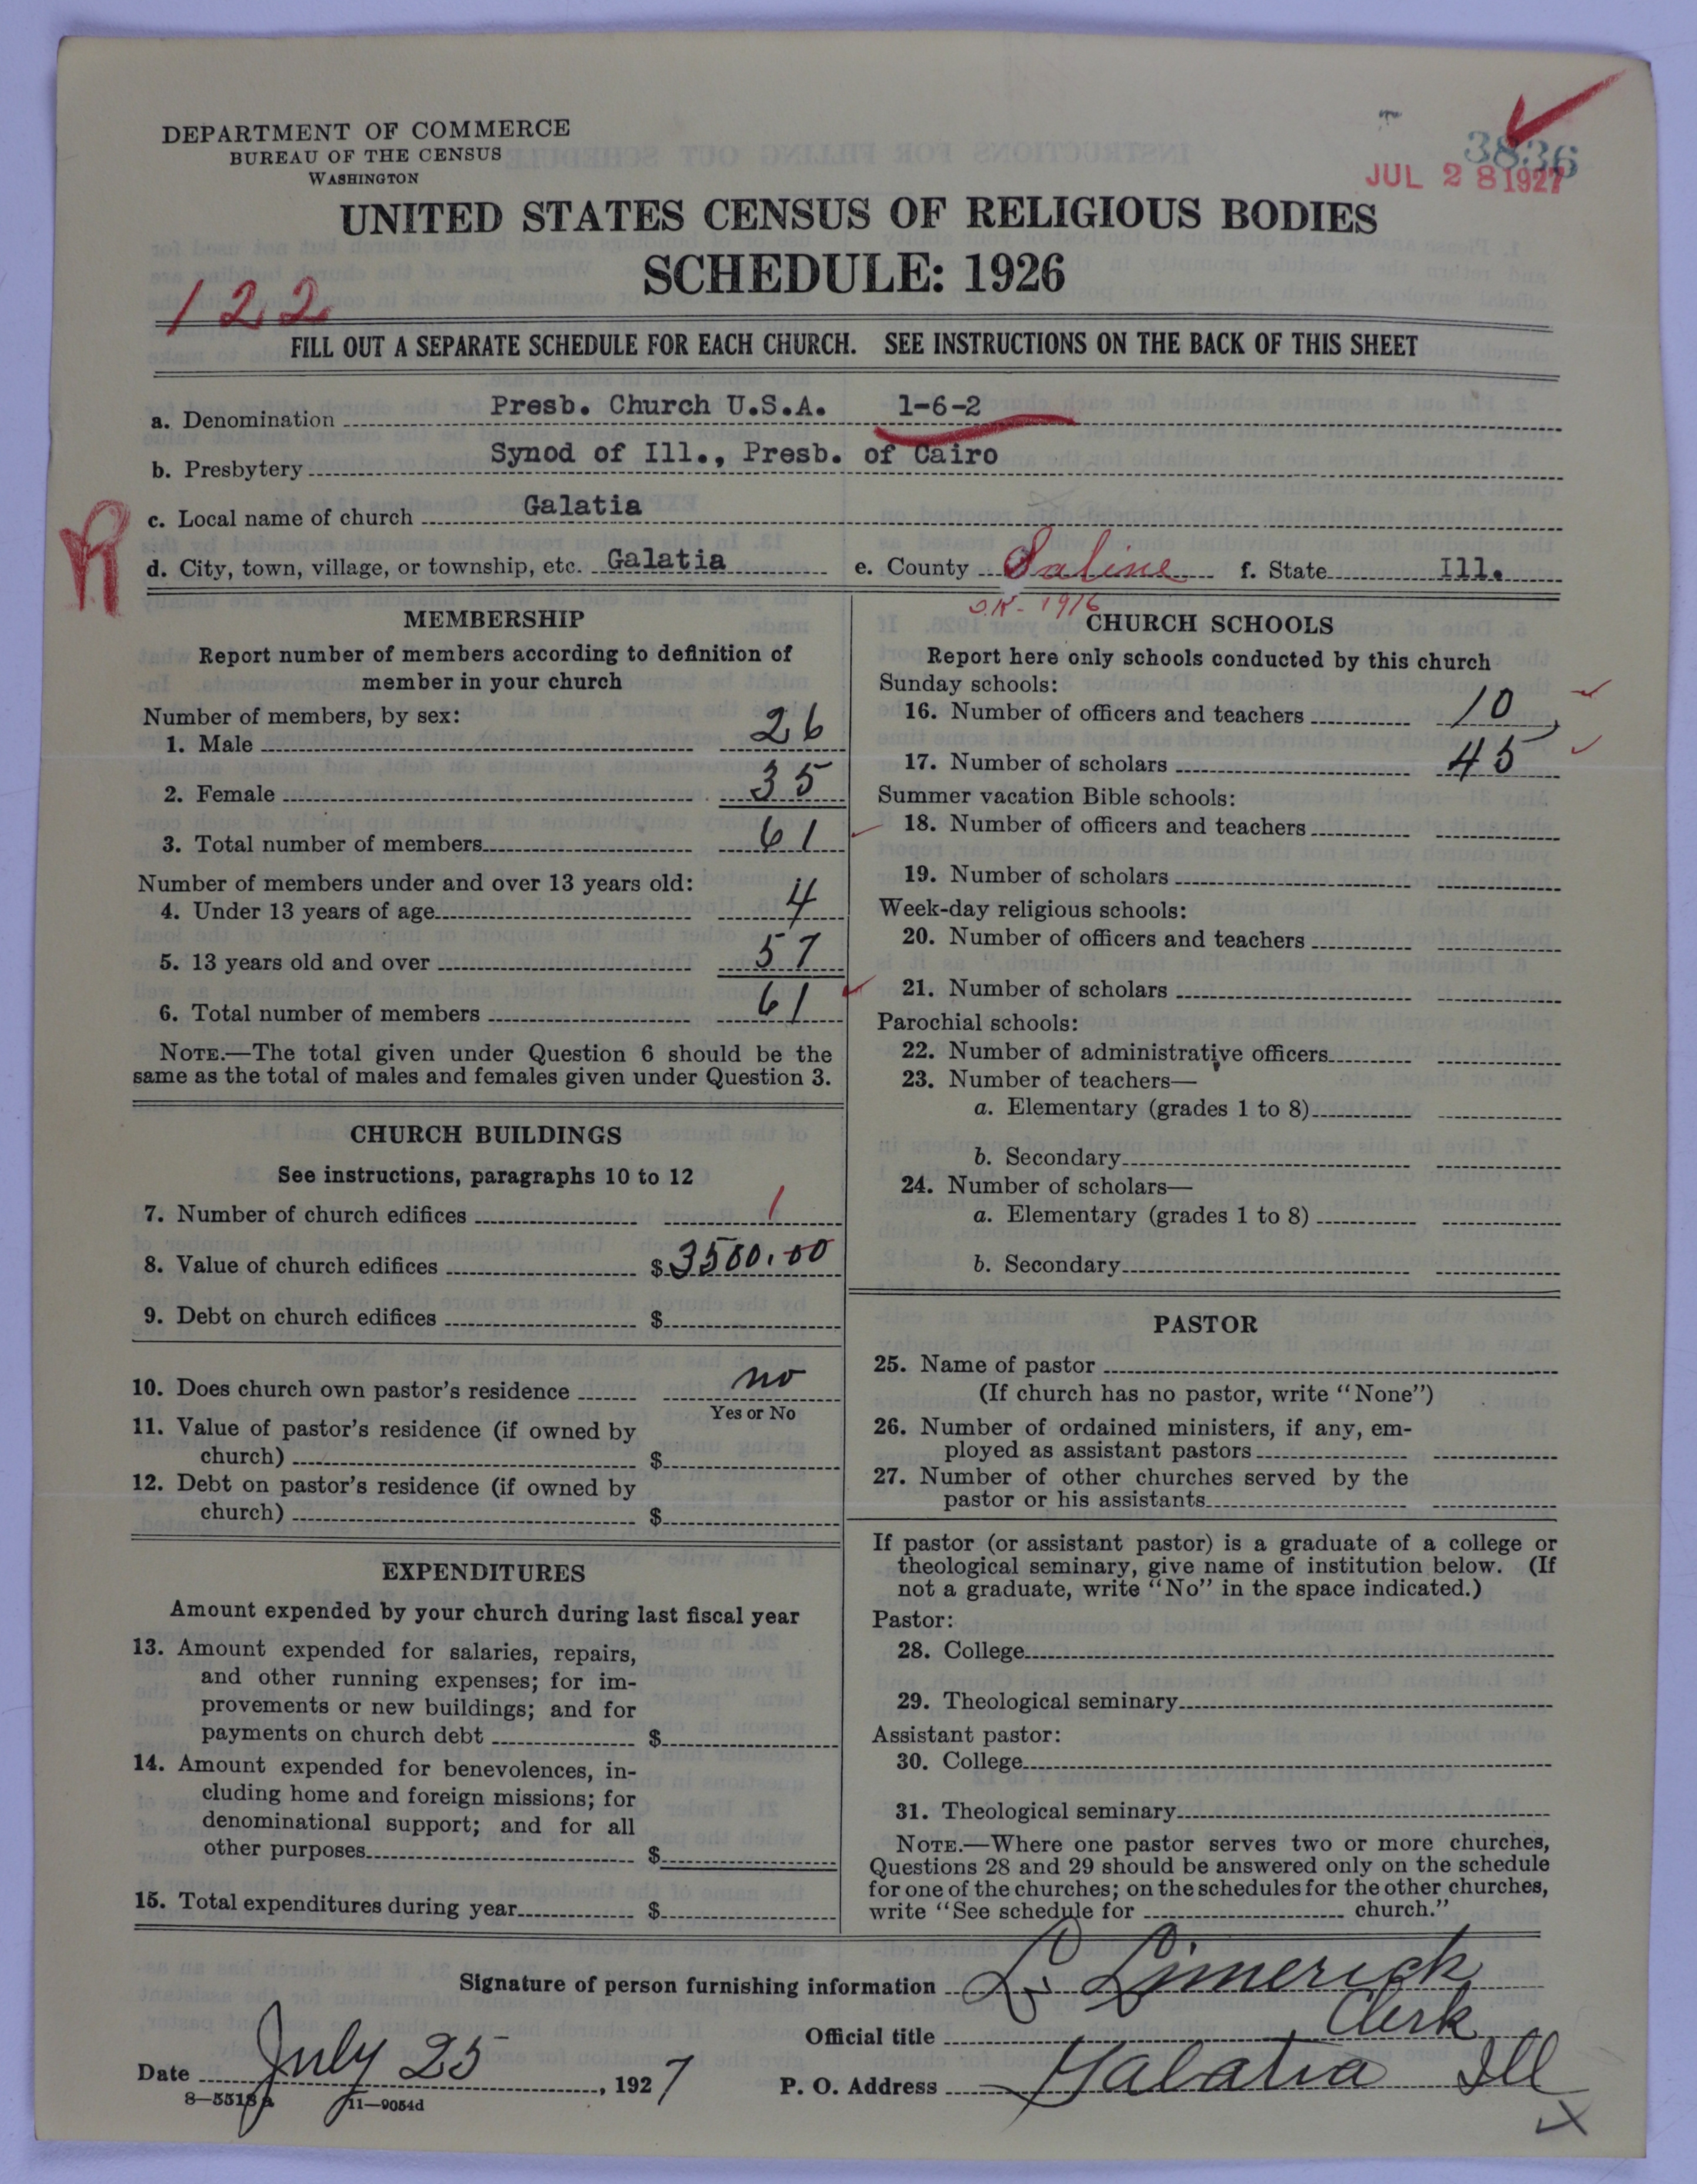 DEPARTMENT OF COMMERCE
BUREAU OF THE CENSUS
WASHINGTON
3836
JUL 28 1927
UNITED STATES CENSUS OF RELIGIOUS BODIES
SCHEDULE: 1926
122
FILL OUT A SEPARATE SCHEDULE FOR EACH CHURCH. SEE INSTRUCTIONS ON THE BACK OF THIS SHEET
a. Denomination Presb. Church U.S.A. 1-6-2
b. Presbytery Synod of Ill., Presb. of Cairo
c. Local name of church Galatia
R
d. City, town, village, or township, etc. Galatia e. County Saline f. State Ill.
O.K. - 1916
MEMBERSHIP
Report number of members according to definition of
member in your church
Number of members, by sex:
1. Male 26
2. Female 35
3. Total number of members 61
Number of members under and over 13 years old:
4. Under 13 years of age 4
5. 13 years old and over 57
6. Total number of members 61
NOTE.—The total given under Question 6 should be the
same as the total of males and females given under Question 3.
CHURCH BUILDINGS
See instructions, paragraphs 10 to 12
7. Number of church edifices 1
8. Value of church edifices $3500.00
9. Debt on church edifices $
10. Does church own pastor's residence no
Yes or No
11. Value of pastor's residence (if owned by
church) $
12. Debt on pastor's residence (if owned by
church) $
EXPENDITURES
Amount expended by your church during last fiscal year
13. Amount expended for salaries, repairs,
and other running expenses; for im-
provements or new buildings; and for
payments on church debt $
14. Amount expended for benevolences, in-
cluding home and foreign missions; for
denominational support; and for all
other purposes $
15. Total expenditures during year $
CHURCH SCHOOLS
Report here only schools conducted by this church
Sunday schools:
16. Number of officers and teachers 10
17. Number of scholars 45
Summer vacation Bible schools:
18. Number of officers and teachers
19. Number of scholars
Week-day religious schools:
20. Number of officers and teachers
21. Number of scholars
Parochial schools:
22. Number of administrative officers
23. Number of teachers—
a. Elementary (grades 1 to 8)
b. Secondary
24. Number of scholars—
a. Elementary (grades 1 to 8)
b. Secondary
PASTOR
25. Name of pastor
(If church has no pastor, write "None")
26. Number of ordained ministers, if any, em-
ployed as assistant pastors
27. Number of other churches served by the
pastor or his assistants
If pastor (or assistant pastor) is a graduate of a college or
theological seminary, give name of institution below. (If
not a graduate, write "No" in the space indicated.)
Pastor:
28. College
29. Theological seminary
Assistant pastor:
30. College
31. Theological seminary
NOTE.—Where one pastor serves two or more churches,
Questions 28 and 29 should be answered only on the schedule
for one of the churches; on the schedules for the other churches,
write "See schedule for church."
Signature of person furnishing information L. Limerick
Official title Clerk
Date July 25, 1927 P. O. Address Galatia Ill
8—5518a 11—9054d